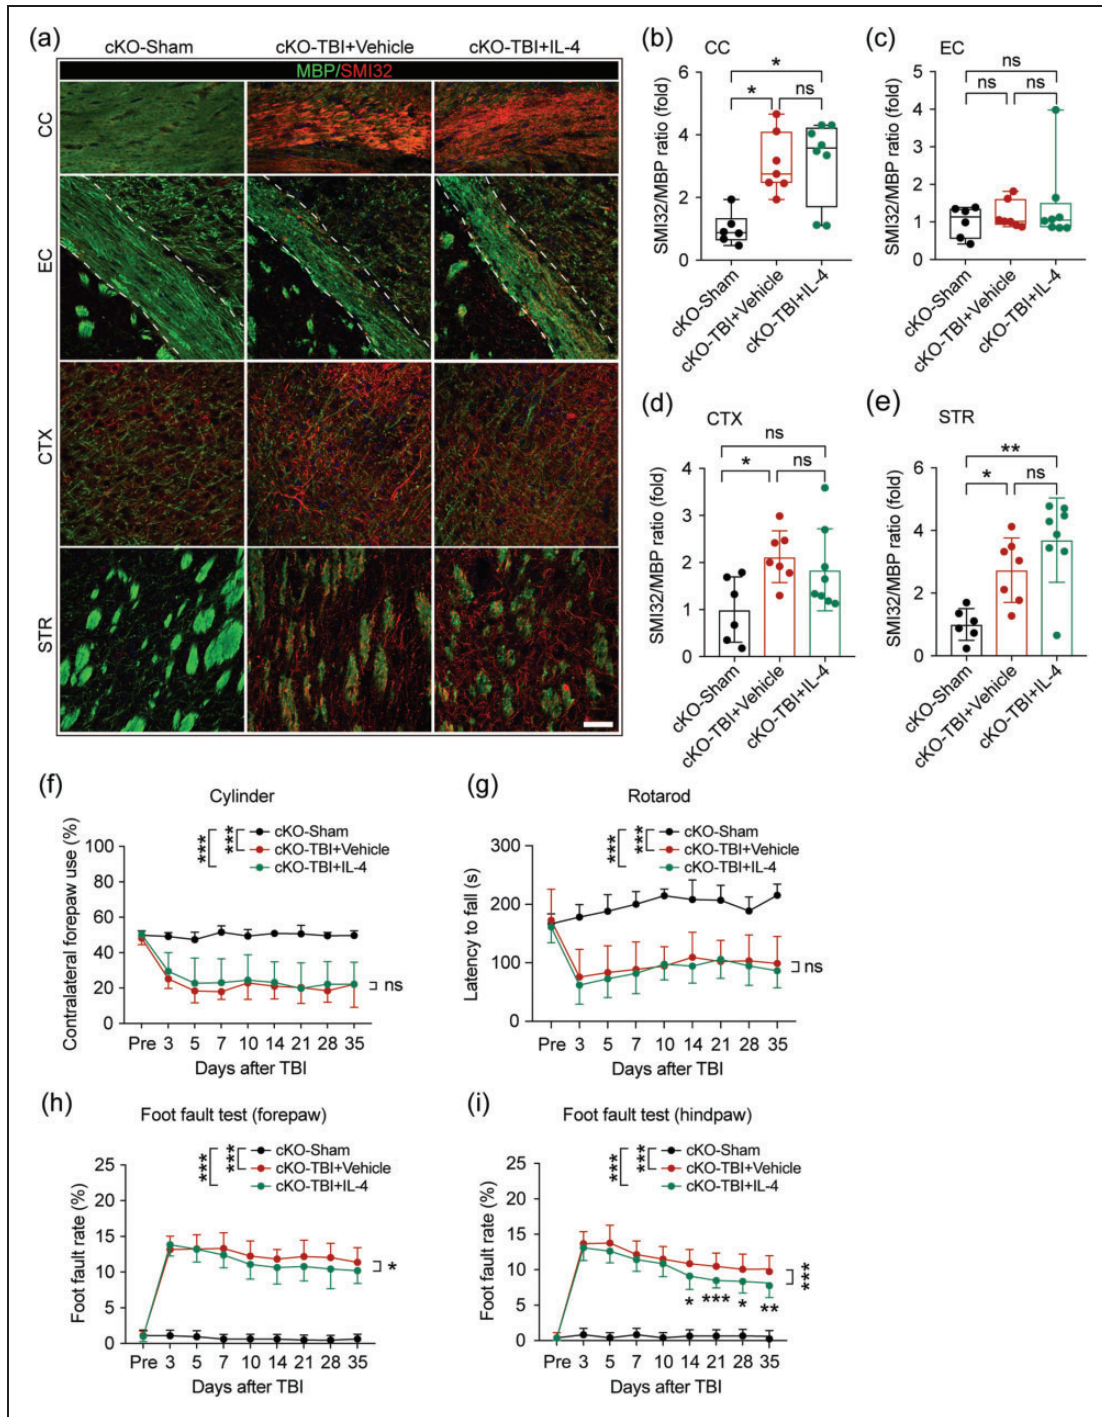 (a)
cKO-Sham cKO-TBI+Vehicle cKO-TBI+IL-4
MBP/SMI32
CC
EC
CTX
STR
(b) CC
SMI32/MBP ratio (fold)
6
4
2
0
* * ns
cKO-Sham
cKO-TBI+Vehicle
cKO-TBI+IL-4
(c) EC
SMI32/MBP ratio (fold)
5
4
3
2
1
0
ns
ns ns
cKO-Sham
cKO-TBI+Vehicle
cKO-TBI+IL-4
(d) CTX
SMI32/MBP ratio (fold)
4
3
2
1
0
ns
* ns
cKO-Sham
cKO-TBI+Vehicle
cKO-TBI+IL-4
(e) STR
SMI32/MBP ratio (fold)
6
4
2
0
**
* ns
cKO-Sham
cKO-TBI+Vehicle
cKO-TBI+IL-4
(f) Cylinder
*** ***
cKO-Sham
cKO-TBI+Vehicle
cKO-TBI+IL-4
Contralateral forepaw use (%)
100
80
60
40
20
0
ns
Pre 3 5 7 10 14 21 28 35
Days after TBI
(g) Rotarod
*** ***
cKO-Sham
cKO-TBI+Vehicle
cKO-TBI+IL-4
Latency to fall (s)
300
200
100
0
ns
Pre 3 5 7 10 14 21 28 35
Days after TBI
(h) Foot fault test (forepaw)
*** ***
cKO-Sham
cKO-TBI+Vehicle
cKO-TBI+IL-4
Foot fault rate (%)
25
20
15
10
5
0
*
Pre 3 5 7 10 14 21 28 35
Days after TBI
(i) Foot fault test (hindpaw)
*** ***
cKO-Sham
cKO-TBI+Vehicle
cKO-TBI+IL-4
Foot fault rate (%)
25
20
15
10
5
0
***
* *** * **
Pre 3 5 7 10 14 21 28 35
Days after TBI